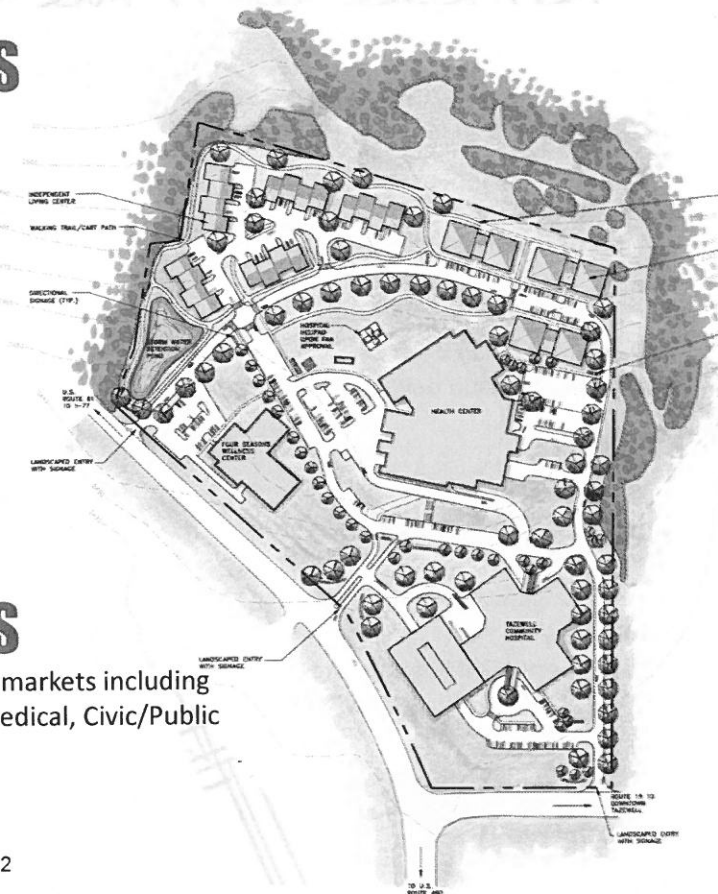 S
INDEPENDENT
LIVING CENTER
WALKING TRAIL/CART PATH
DIRECTIONAL
SIGNAGE (TYP.)
STORM WATER
RETENTION
POND
HOSPITAL
HELIPAD
UPON FAA
APPROVAL
HEALTH CENTER
U.S.
ROUTE
TO I-77
LANDSCAPED ENTRY
WITH SIGNAGE
FOUR SEASONS
WELLNESS
CENTER
TAZEWELL
COMMUNITY
HOSPITAL
LANDSCAPED ENTRY
WITH SIGNAGE
S
markets including
edical, Civic/Public
ROUTE 19 TO
DOWNTOWN
TAZEWELL
LANDSCAPED ENTRY
WITH SIGNAGE
2
TO U.S.
ROUTE